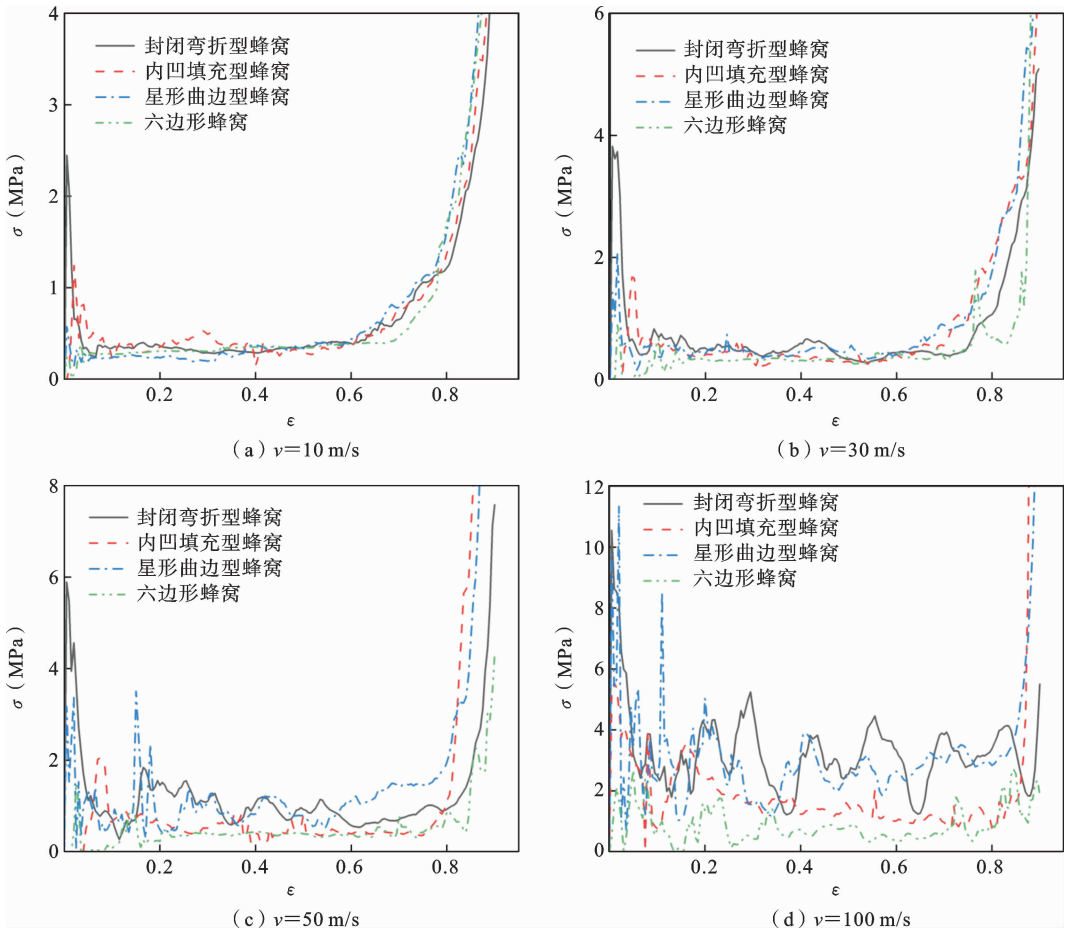 4
3
2
1
0
σ（MPa）
封闭弯折型蜂窝
内凹填充型蜂窝
星形曲边型蜂窝
六边形蜂窝
0.2 0.4 0.6 0.8
ε
（a）v=10 m/s
6
4
2
0
σ（MPa）
封闭弯折型蜂窝
内凹填充型蜂窝
星形曲边型蜂窝
六边形蜂窝
0.2 0.4 0.6 0.8
ε
（b）v=30 m/s
8
6
4
2
0
σ（MPa）
封闭弯折型蜂窝
内凹填充型蜂窝
星形曲边型蜂窝
六边形蜂窝
0.2 0.4 0.6 0.8
ε
（c）v=50 m/s
12
10
8
6
4
2
0
σ（MPa）
封闭弯折型蜂窝
内凹填充型蜂窝
星形曲边型蜂窝
六边形蜂窝
0.2 0.4 0.6 0.8
ε
（d）v=100 m/s